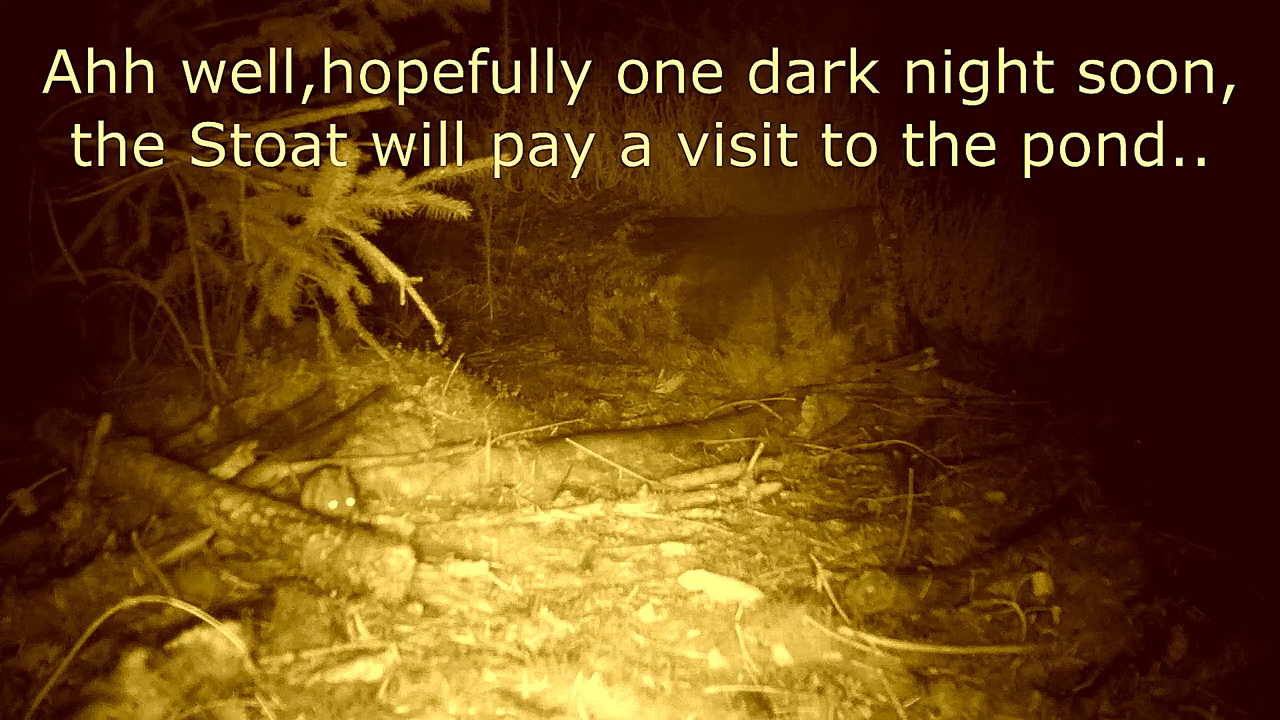 Ahh well,hopefully one dark night soon,
the Stoat will pay a visit to the pond..